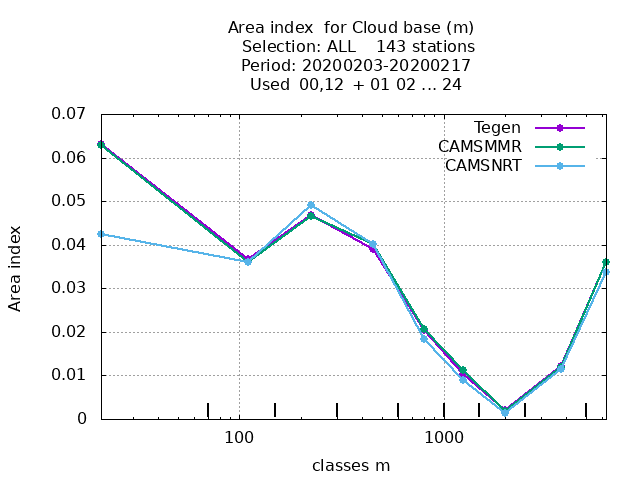 Area index  for Cloud base (m)
Selection: ALL    143 stations
Period: 20200203-20200217
Used  00,12  + 01 02 ... 24
Tegen
CAMSMMR
CAMSNRT
0.07
0.06
0.05
0.04
0.03
0.02
0.01
0
Area index
100 1000
classes m